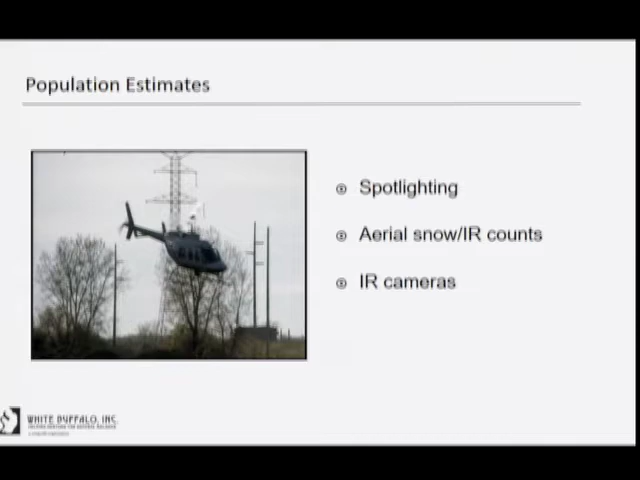 Population Estimates
Spotlighting
Aerial snow/IR counts
IR cameras
WHITE BUFFALO, INC.